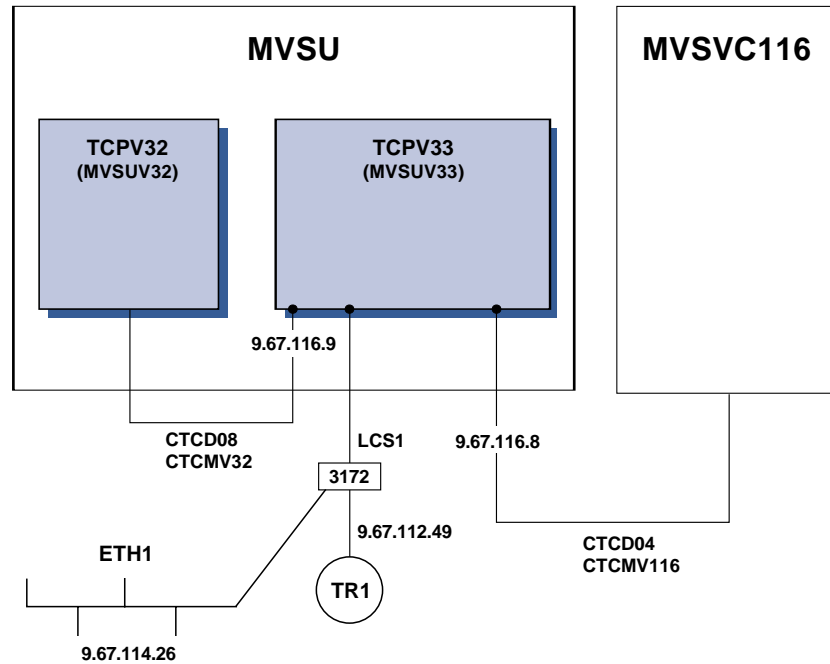 MVSU
MVSVC116
TCPV32
(MVSUV32)
TCPV33
(MVSUV33)
9.67.116.9
CTCD08
CTCMV32
LCS1
9.67.116.8
3172
9.67.112.49
ETH1
CTCD04
CTCMV116
TR1
9.67.114.26